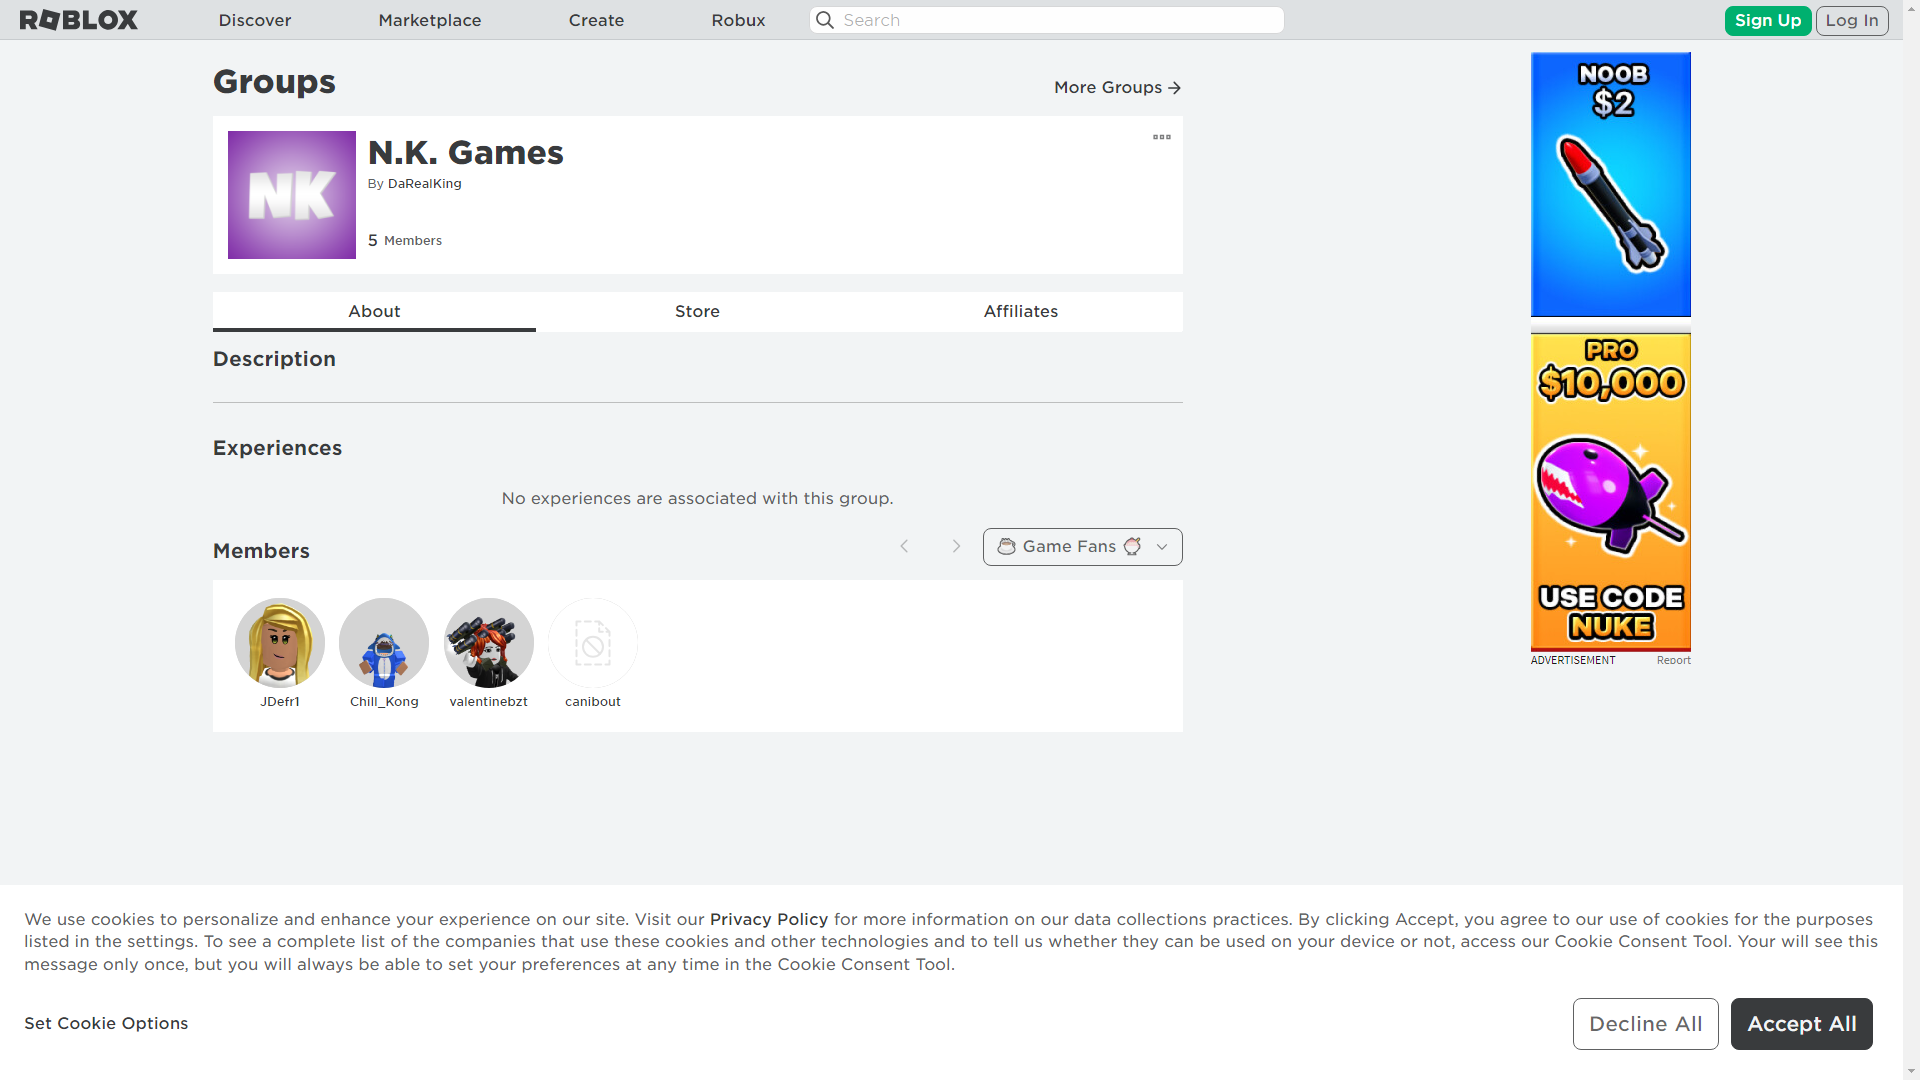 ROBLOX
Discover
Marketplace
Create
Robux
Search
Sign Up
Log In
Groups
More Groups
NK
N.K. Games
By DaRealKing
5 Members
About
Store
Affiliates
Description
Experiences
No experiences are associated with this group.
Members
Game Fans
JDefr1
Chill_Kong
valentinebzt
canibout
NOOB
$2
PRO
$10,000
USE CODE
NUKE
ADVERTISEMENT
Report
We use cookies to personalize and enhance your experience on our site. Visit our Privacy Policy for more information on our data collections practices. By clicking Accept, you agree to our use of cookies for the purposes
listed in the settings. To see a complete list of the companies that use these cookies and other technologies and to tell us whether they can be used on your device or not, access our Cookie Consent Tool. Your will see this
message only once, but you will always be able to set your preferences at any time in the Cookie Consent Tool.
Set Cookie Options
Decline All
Accept All